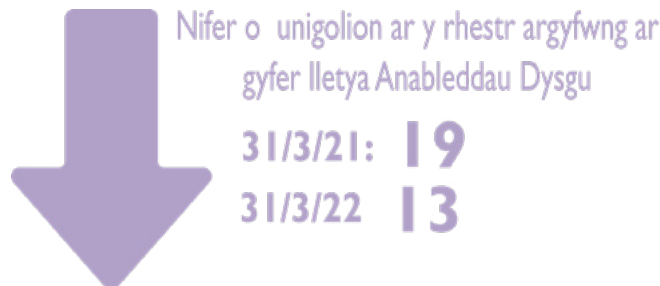 Nifer o unigolion ar y rhestr argyfwng ar
gyfer lletya Anableddau Dysgu
31/3/21: 19
31/3/22 13